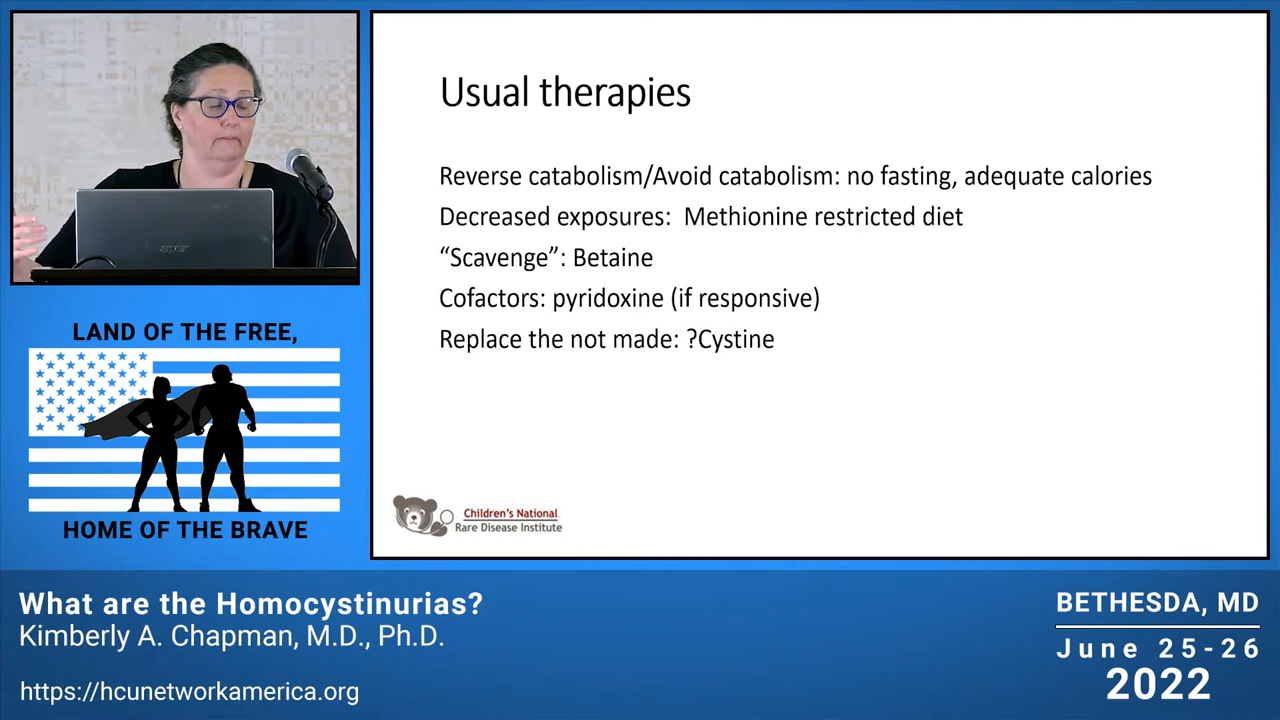 Usual therapies
Reverse catabolism/Avoid catabolism: no fasting, adequate calories
Decreased exposures: Methionine restricted diet
“Scavenge”: Betaine
Cofactors: pyridoxine (if responsive)
Replace the not made: ?Cystine
Children's National
Rare Disease Institute
LAND OF THE FREE,
HOME OF THE BRAVE
What are the Homocystinurias?
Kimberly A. Chapman, M.D., Ph.D.
https://hcunetworkamerica.org
BETHESDA, MD
June 25-26
2022